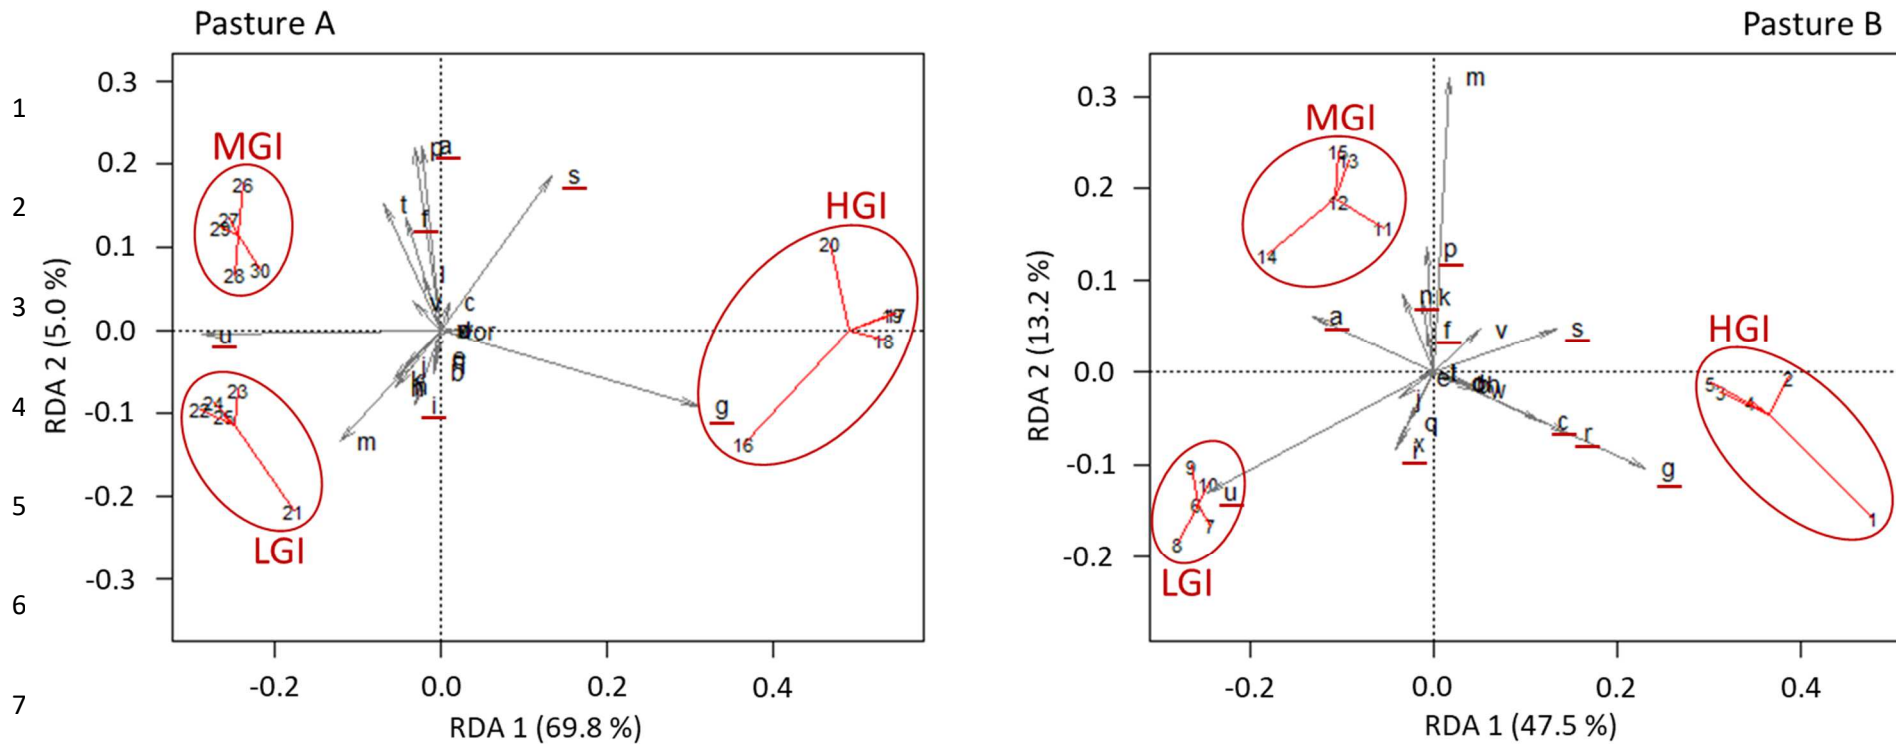 Pasture A
Pasture B
1
2
3
4
5
6
7
RDA 2 (5.0 %)
0.3
0.2
0.1
0.0
-0.1
-0.2
-0.3
MGI
26
27
29
28
30
p
a
s
t
f
v
c
u
or
HGI
20
17
18
16
23
24
22
25
21
LGI
i
m
g
-0.2
0.0
0.2
0.4
RDA 1 (69.8 %)
RDA 2 (13.2 %)
0.3
0.2
0.1
0.0
-0.1
-0.2
m
MGI
15
13
12
11
14
p
n
k
a
f
v
s
HGI
5
3
4
2
1
e
t
w
j
q
x
c
r
g
9
10
6
7
8
u
LGI
-0.2
0.0
0.2
0.4
RDA 1 (47.5 %)